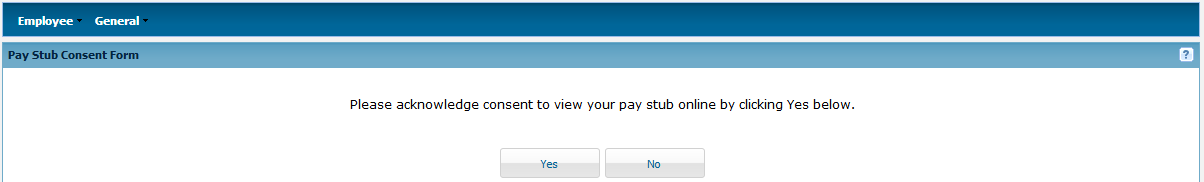 Employee General
Pay Stub Consent Form ?
Please acknowledge consent to view your pay stub online by clicking Yes below.
Yes No